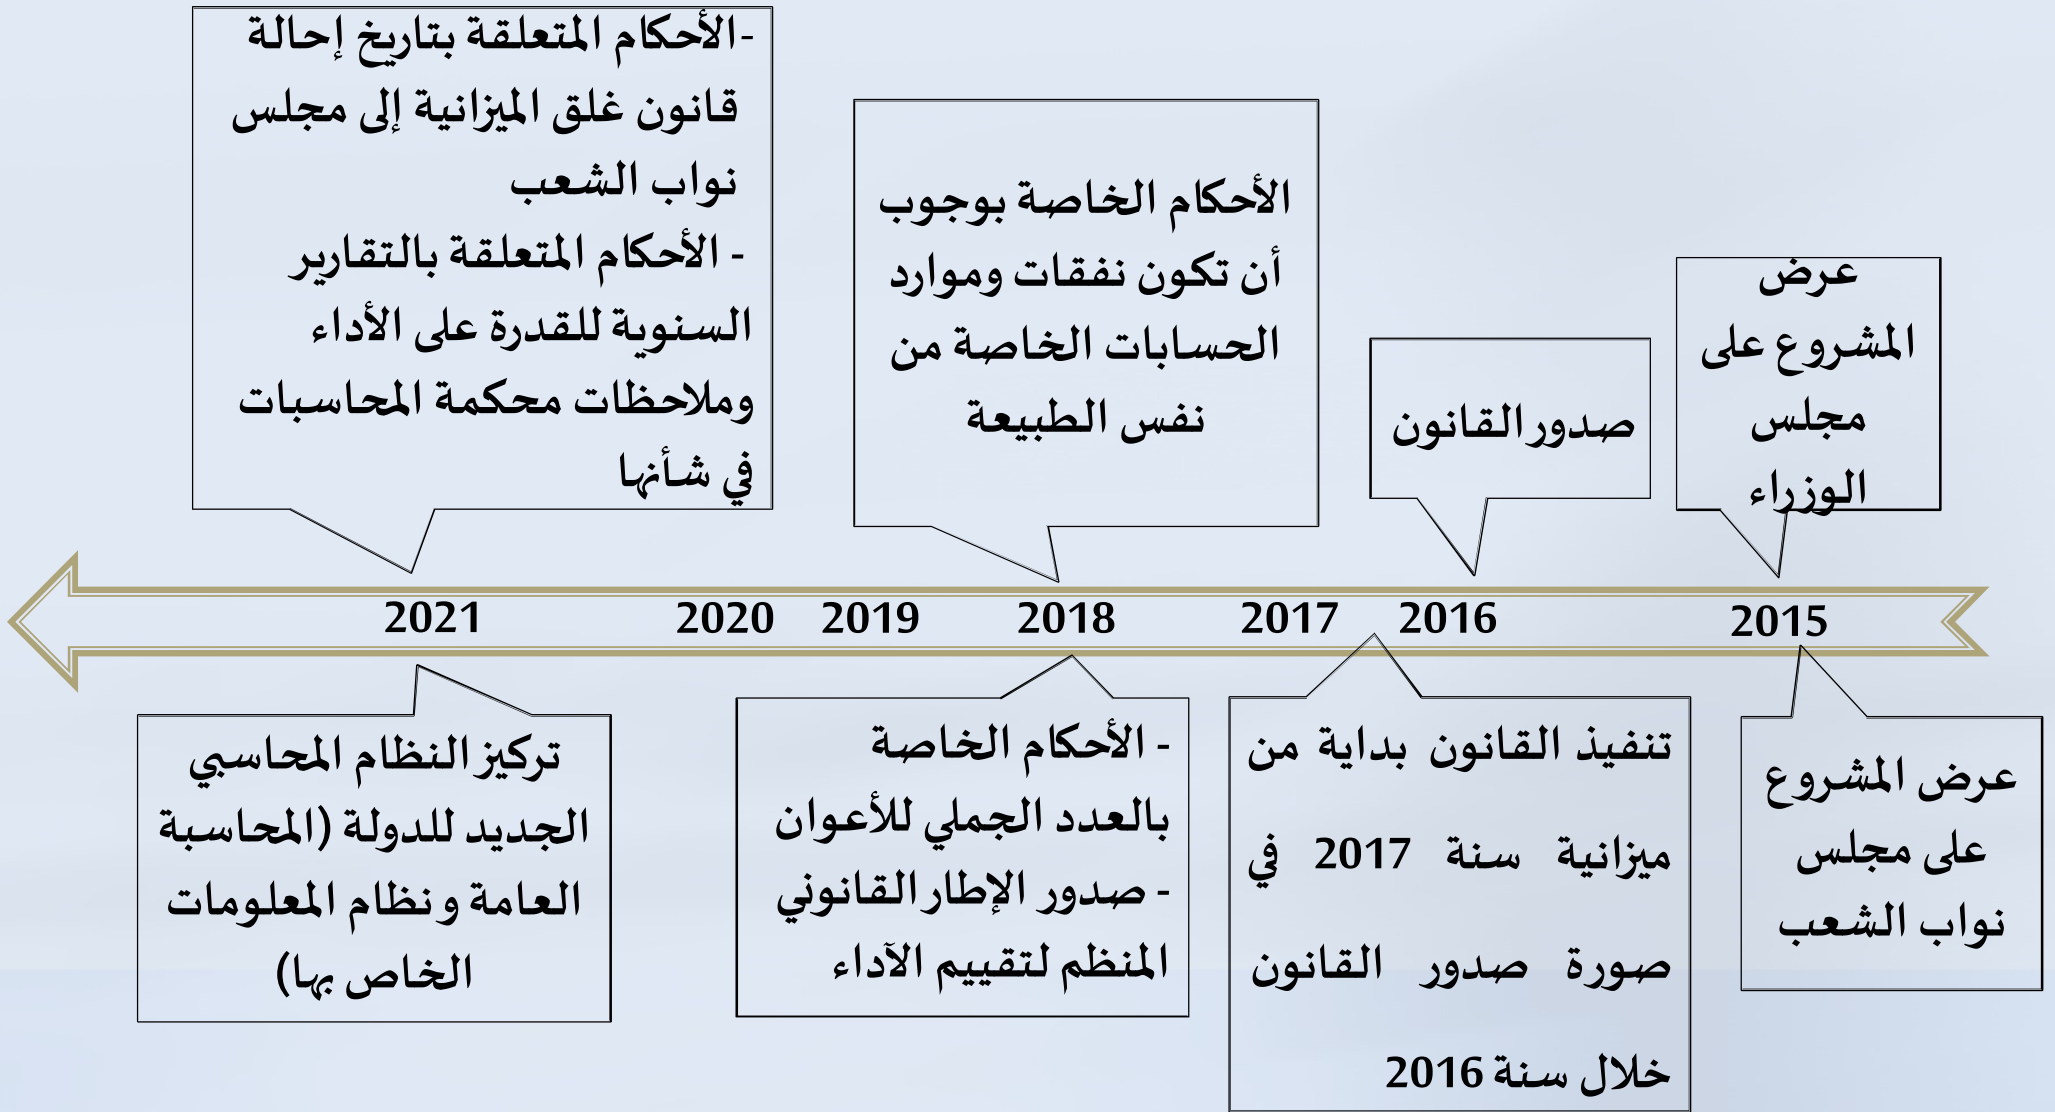 عرض
المشروع على
مجلس
الوزراء
صدور القانون
الأحكام الخاصة بوجوب
أن تكون نفقات وموارد
الحسابات الخاصة من
نفس الطبيعة
-الأحكام المتعلقة بتاريخ إحالة
قانون غلق الميزانية إلى مجلس
نواب الشعب
- الأحكام المتعلقة بالتقارير
السنوية للقدرة على الأداء
وملاحظات محكمة المحاسبات
في شأنها
2015
2016
2017
2018
2019
2020
2021
عرض المشروع
على مجلس
نواب الشعب
تنفيذ القانون بداية من
ميزانية سنة 2017 في
صورة صدور القانون
خلال سنة 2016
- الأحكام الخاصة
بالعدد الجملي للأعوان
- صدور الإطار القانوني
المنظم لتقييم الآداء
تركيز النظام المحاسبي
الجديد للدولة (المحاسبة
العامة ونظام المعلومات
الخاص بها)